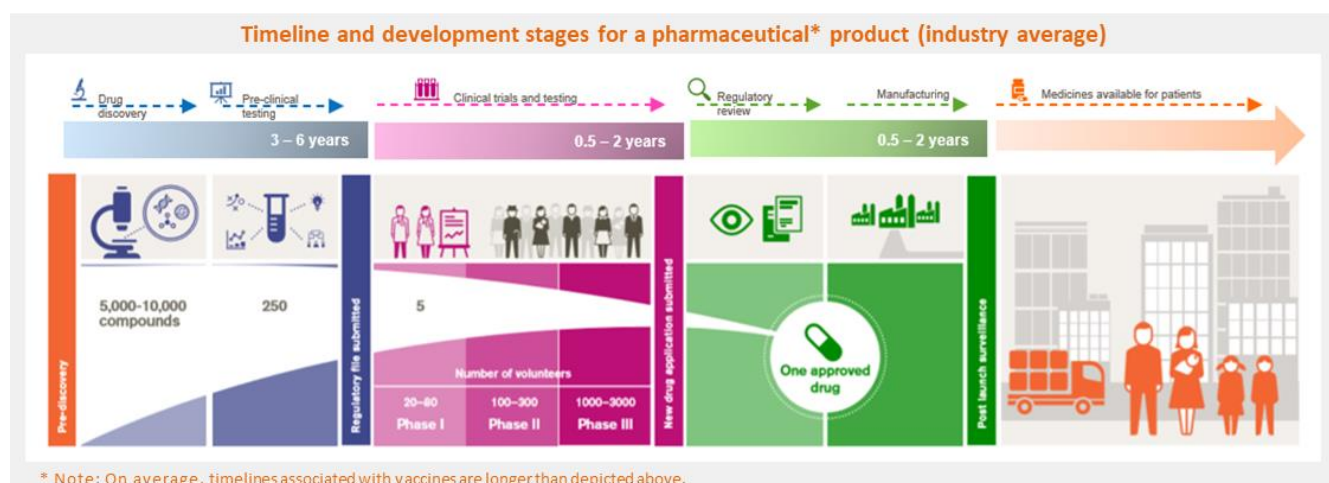 Timeline and development stages for a pharmaceutical* product (industry average)
Drug
discovery
Pre-clinical
testing
Clinical trials and testing
Regulatory
review
Manufacturing
Medicines available for patients
3 – 6 years
0.5 – 2 years
0.5 – 2 years
Pre-discovery
5,000-10,000
compounds
250
Regulatory file submitted
5
Number of volunteers
20–80
Phase I
100–300
Phase II
1000–3000
Phase III
New drug application submitted
One approved
drug
Post launch surveillance
* Note: On average, timelines associated with vaccines are longer than depicted above.